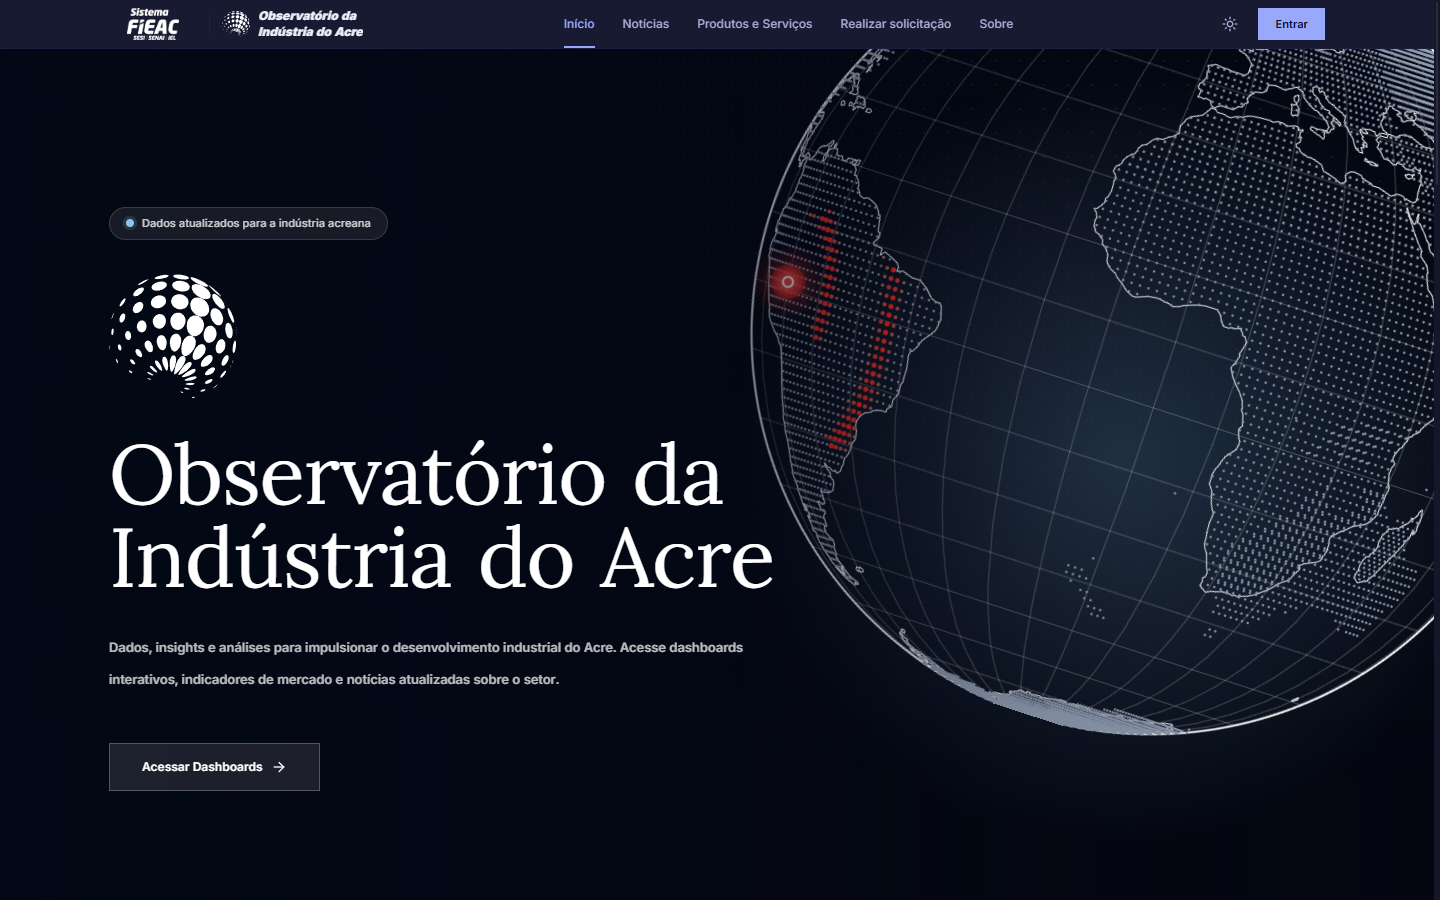 Sistema
FIEAC
SESI SENAI IEL
Observatório da
Indústria do Acre
Início
Notícias
Produtos e Serviços
Realizar solicitação
Sobre
Entrar
Dados atualizados para a indústria acreana
Observatório da
Indústria do Acre
Dados, insights e análises para impulsionar o desenvolvimento industrial do Acre. Acesse dashboards
interativos, indicadores de mercado e notícias atualizadas sobre o setor.
Acessar Dashboards